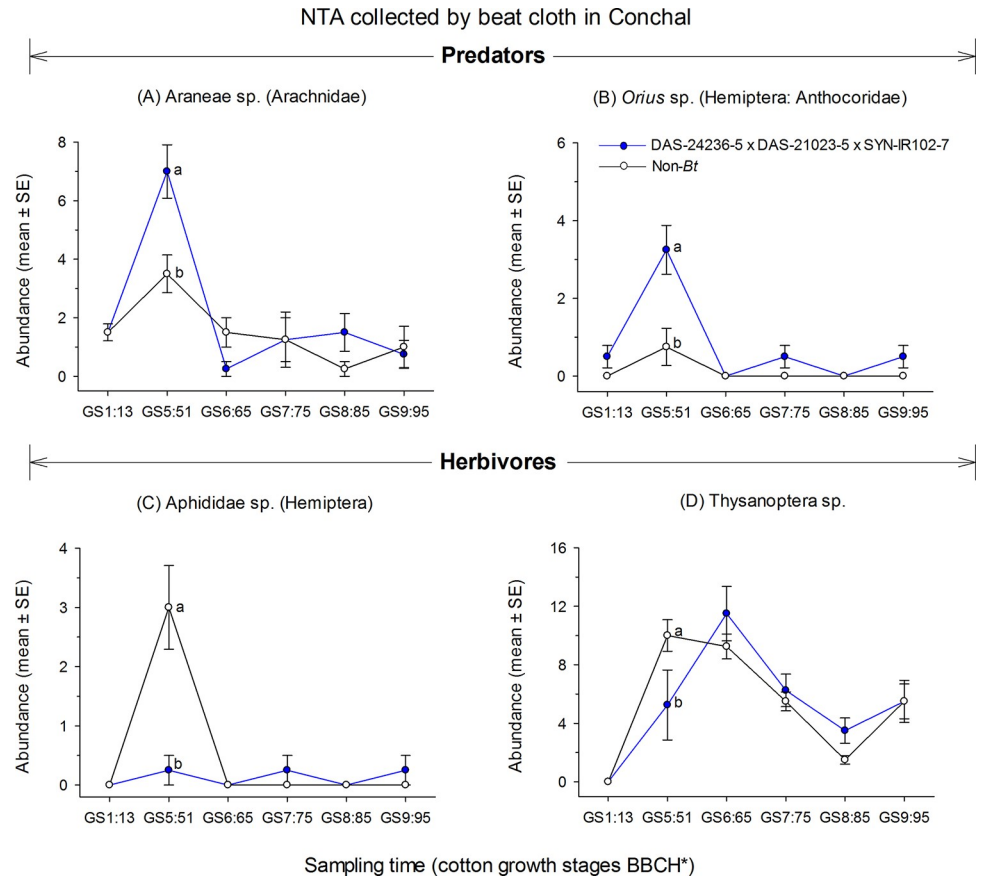 NTA collected by beat cloth in Conchal
Predators
(A) Araneae sp. (Arachnidae)
(B) Orius sp. (Hemiptera: Anthocoridae)
Abundance (mean ± SE)
8
6
4
2
0
a
b
GS1:13 GS5:51 GS6:65 GS7:75 GS8:85 GS9:95
Abundance (mean ± SE)
6
4
2
0
DAS-24236-5 x DAS-21023-5 x SYN-IR102-7
Non-Bt
a
b
GS1:13 GS5:51 GS6:65 GS7:75 GS8:85 GS9:95
Herbivores
(C) Aphididae sp. (Hemiptera)
(D) Thysanoptera sp.
Abundance (mean ± SE)
4
3
2
1
0
a
b
GS1:13 GS5:51 GS6:65 GS7:75 GS8:85 GS9:95
Abundance (mean ± SE)
16
12
8
4
0
a
b
GS1:13 GS5:51 GS6:65 GS7:75 GS8:85 GS9:95
Sampling time (cotton growth stages BBCH*)